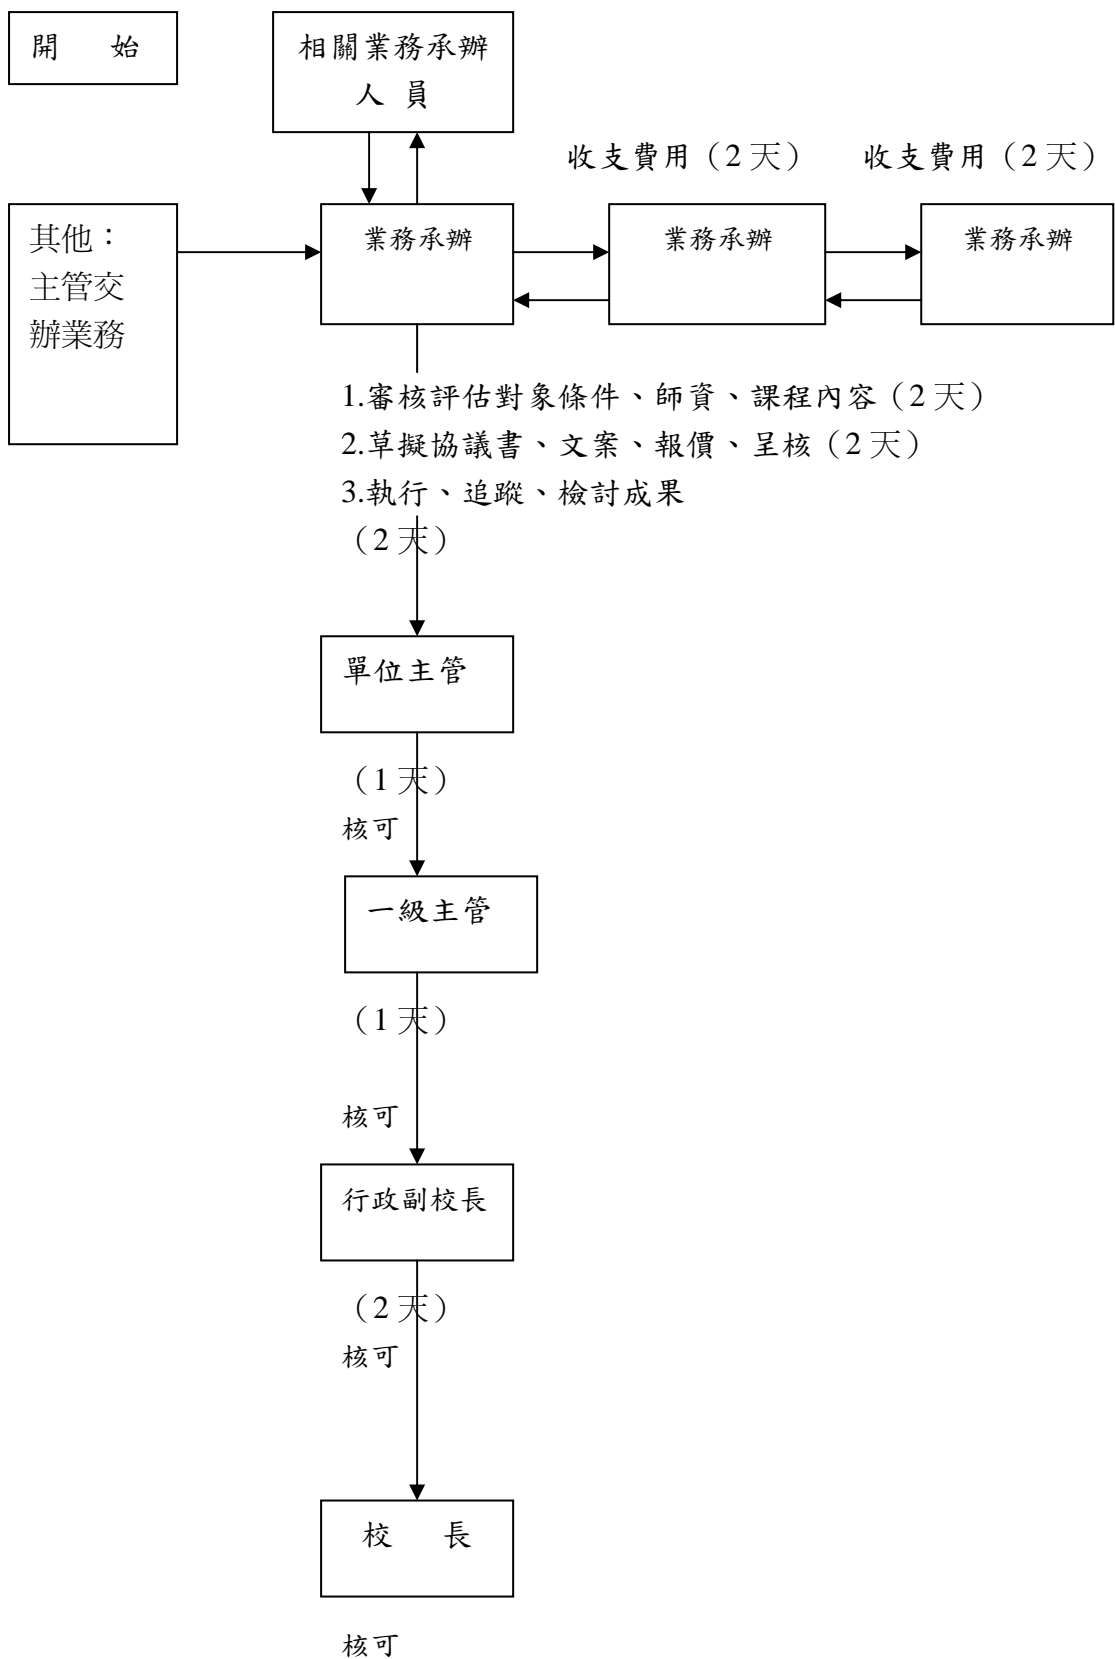 開　始
相關業務承辦
人 員
收支費用（2 天）
收支費用（2 天）
其他：
主管交
辦業務
業務承辦
業務承辦
業務承辦
1.審核評估對象條件、師資、課程內容（2 天）
2.草擬協議書、文案、報價、呈核（2 天）
3.執行、追蹤、檢討成果
（2 天）
單位主管
（1 天）
核可
一級主管
（1 天）
核可
行政副校長
（2 天）
核可
校　長
核可